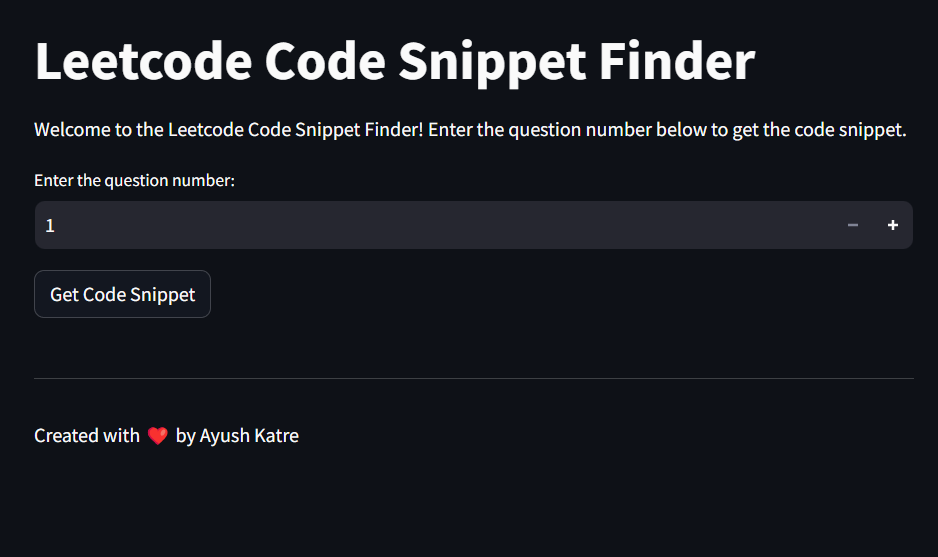 Leetcode Code Snippet Finder
Welcome to the Leetcode Code Snippet Finder! Enter the question number below to get the code snippet.
Enter the question number:
1
Get Code Snippet
Created with ❤️ by Ayush Katre